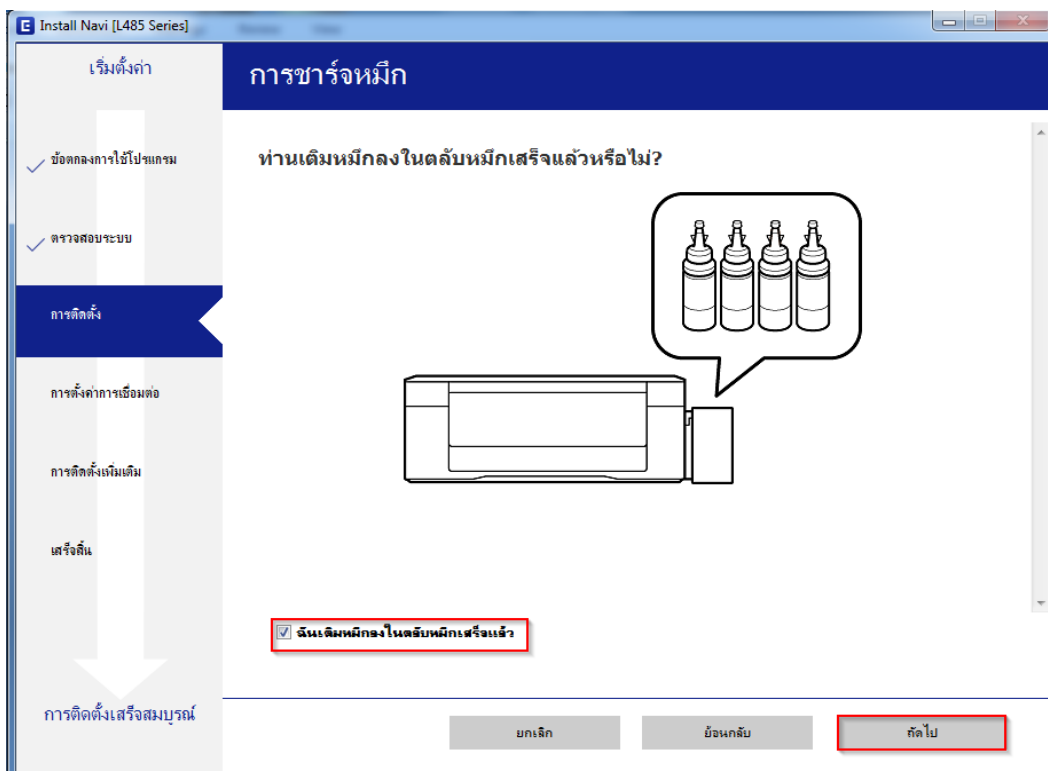 Install Navi [L485 Series]
เริ่มตั้งค่า
การชาร์จหมึก
ข้อตกลงการใช้โปรแกรม
ตรวจสอบระบบ
การติดตั้ง
การตั้งค่าการเชื่อมต่อ
การติดตั้งเพิ่มเติม
เสร็จสิ้น
การติดตั้งเสร็จสมบูรณ์
ท่านเติมหมึกลงในตลับหมึกเสร็จแล้วหรือไม่?
ฉันเติมหมึกลงในตลับหมึกเสร็จแล้ว
ยกเลิก
ย้อนกลับ
ถัดไป